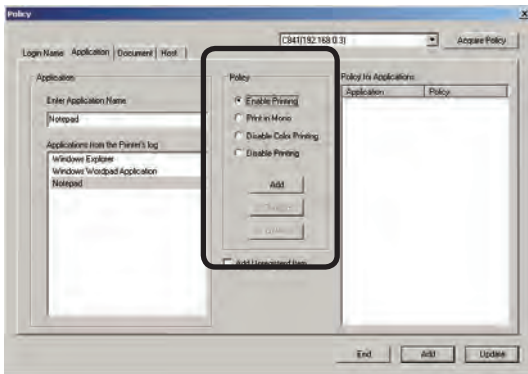 Policy
X
C841(192.168.0.3)
Acquire Policy
Login Name Application Document Host
Application
Enter Application Name
Notepad
Applications from the Printer's log
Windows Explorer
Windows Wordpad Application
Notepad
Policy
Enable Printing
Print in Mono
Disable Color Printing
Disable Printing
Add
Add Unregistered Item
Policy for Applications
Application Policy
End Add Update